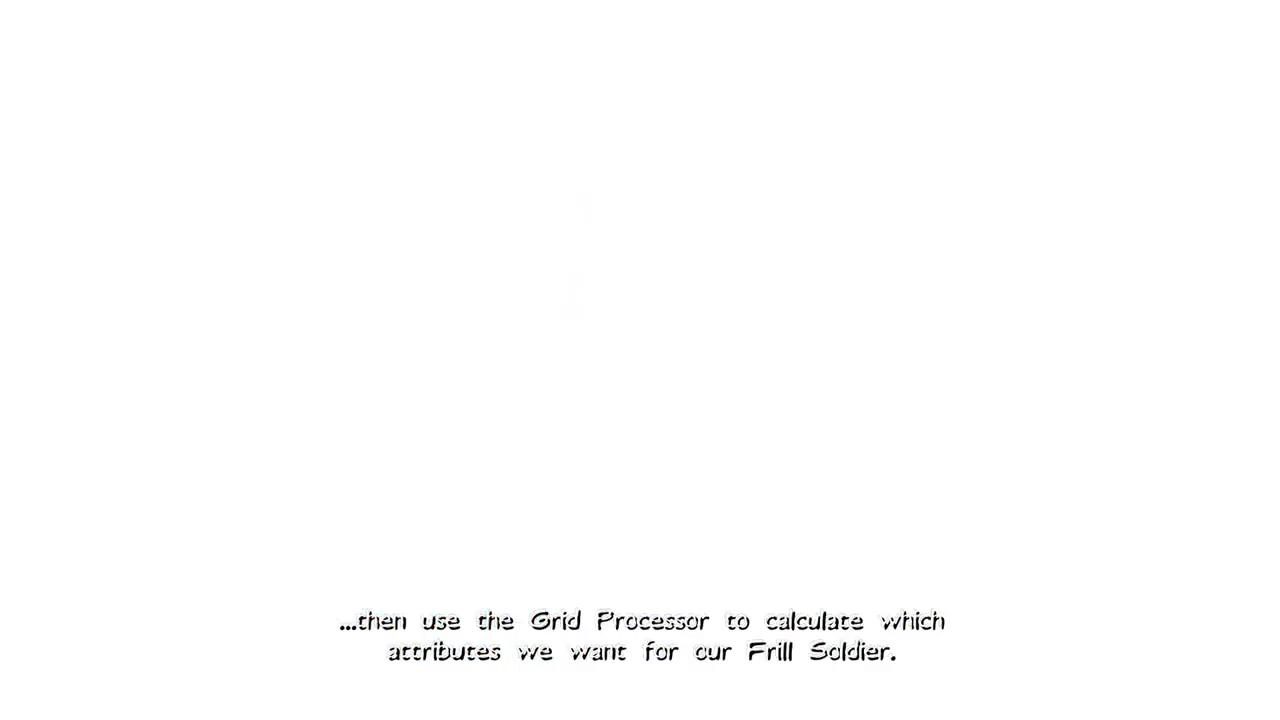 ...then use the Grid Processor to calculate which
attributes we want for our Frill Soldier.